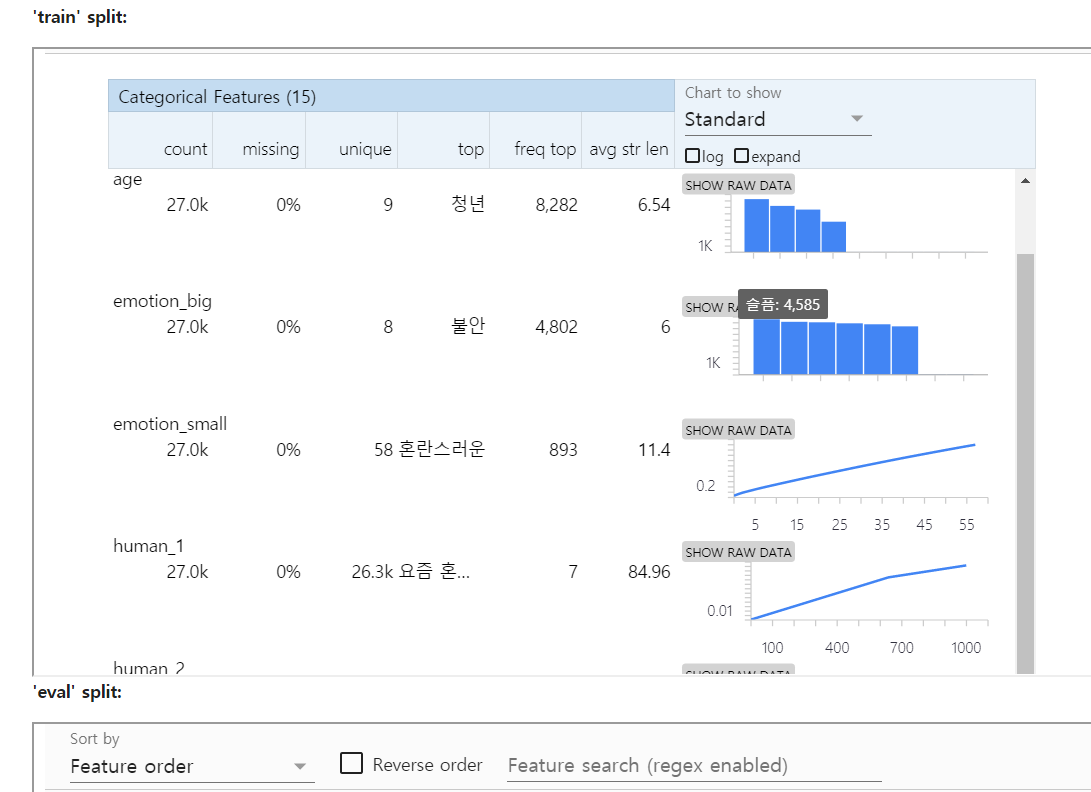 'train' split:
Categorical Features (15)
Chart to show
Standard
count missing unique top freq top avg str len
log expand
age
27.0k 0% 9 청년 8,282 6.54
SHOW RAW DATA
1K
emotion_big
27.0k 0% 8 불안 4,802 6
SHOW RA
슬픔: 4,585
1K
emotion_small
27.0k 0% 58 혼란스러운 893 11.4
SHOW RAW DATA
0.2
5 15 25 35 45 55
human_1
27.0k 0% 26.3k 요즘 혼... 7 84.96
SHOW RAW DATA
0.01
100 400 700 1000
human_2
SHOW RAW DATA
'eval' split:
Sort by
Feature order
Reverse order
Feature search (regex enabled)